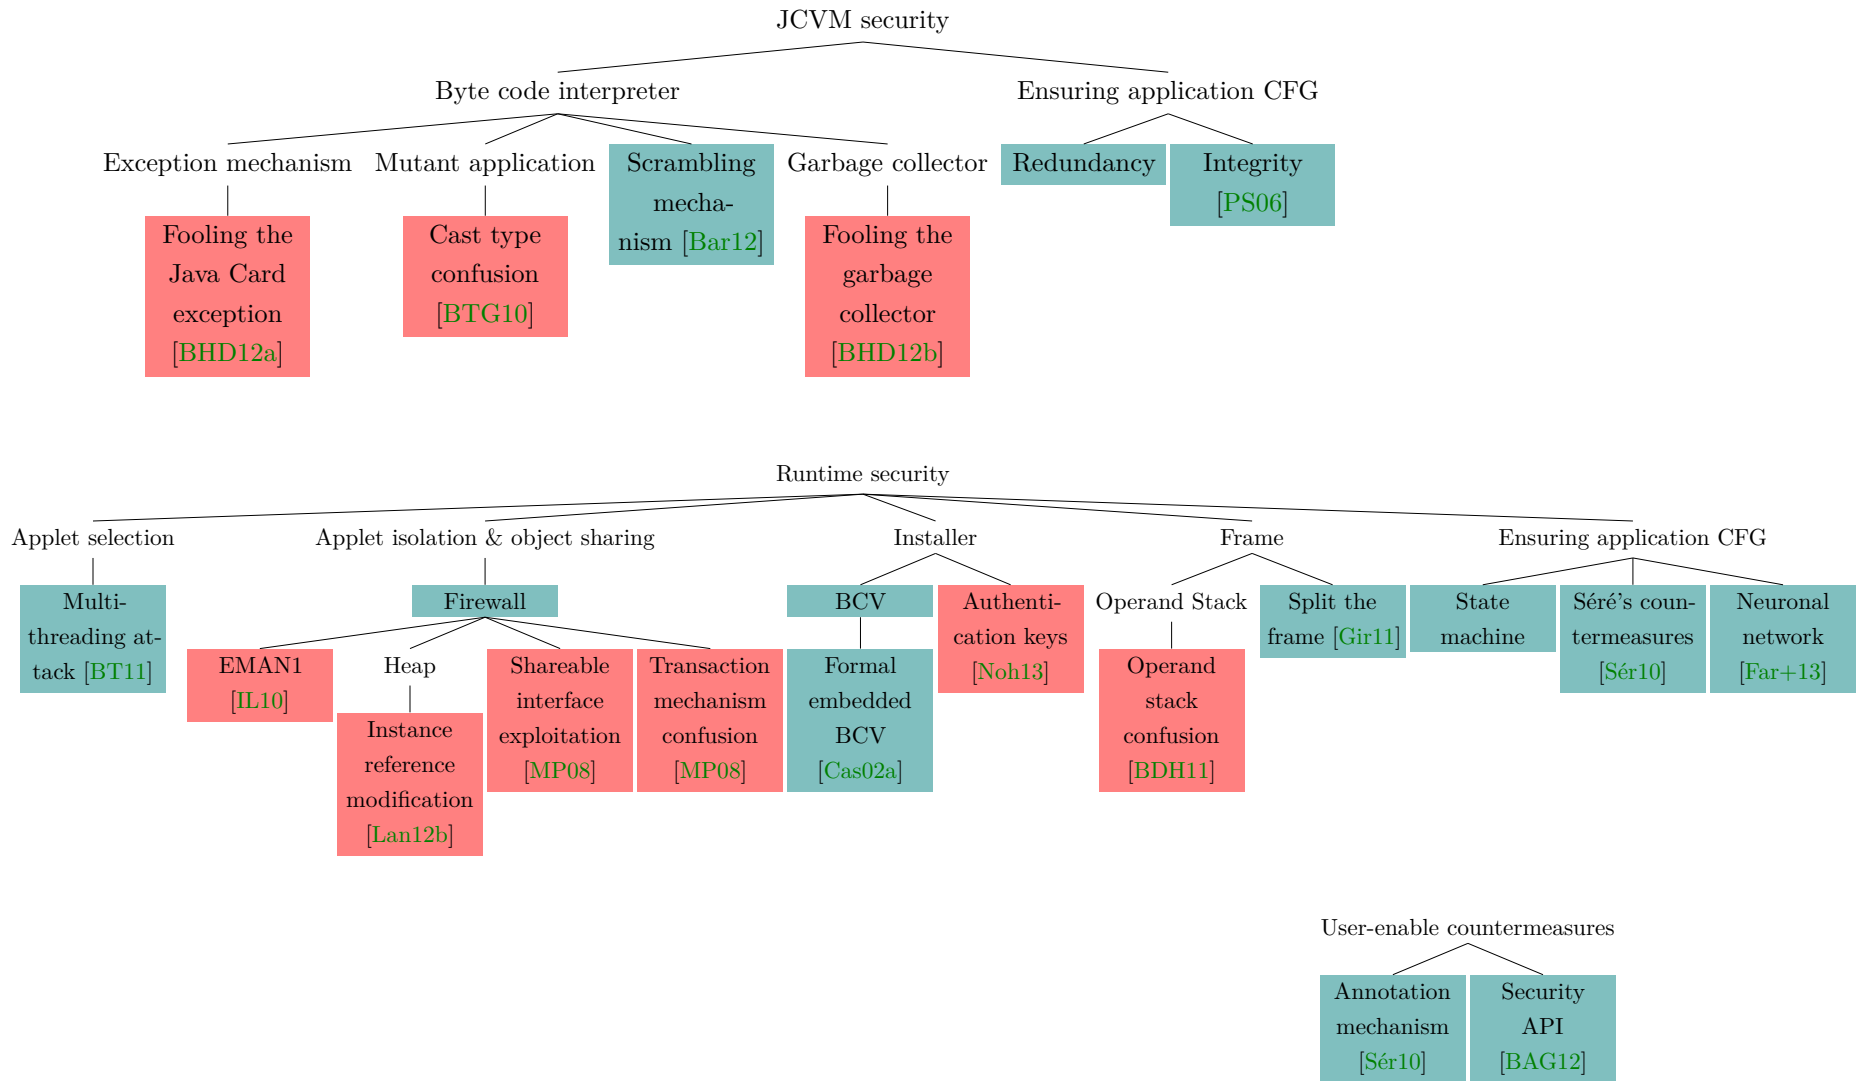 JCVM security
Byte code interpreter
Ensuring application CFG
Exception mechanism
Mutant application
Scrambling
mecha-
nism [Bar12]
Garbage collector
Redundancy
Integrity
[PS06]
Fooling the
Java Card
exception
[BHD12a]
Cast type
confusion
[BTG10]
Fooling the
garbage
collector
[BHD12b]
Runtime security
Applet selection
Applet isolation & object sharing
Installer
Frame
Ensuring application CFG
Multi-
threading at-
tack [BT11]
Firewall
BCV
Authenti-
cation keys
[Noh13]
Operand Stack
Split the
frame [Gir11]
State
machine
Séré's coun-
termeasures
[Sér10]
Neuronal
network
[Far+13]
EMAN1
[IL10]
Heap
Instance
reference
modification
[Lan12b]
Shareable
interface
exploitation
[MP08]
Transaction
mechanism
confusion
[MP08]
Formal
embedded
BCV
[Cas02a]
Operand
stack
confusion
[BDH11]
User-enable countermeasures
Annotation
mechanism
[Sér10]
Security
API
[BAG12]